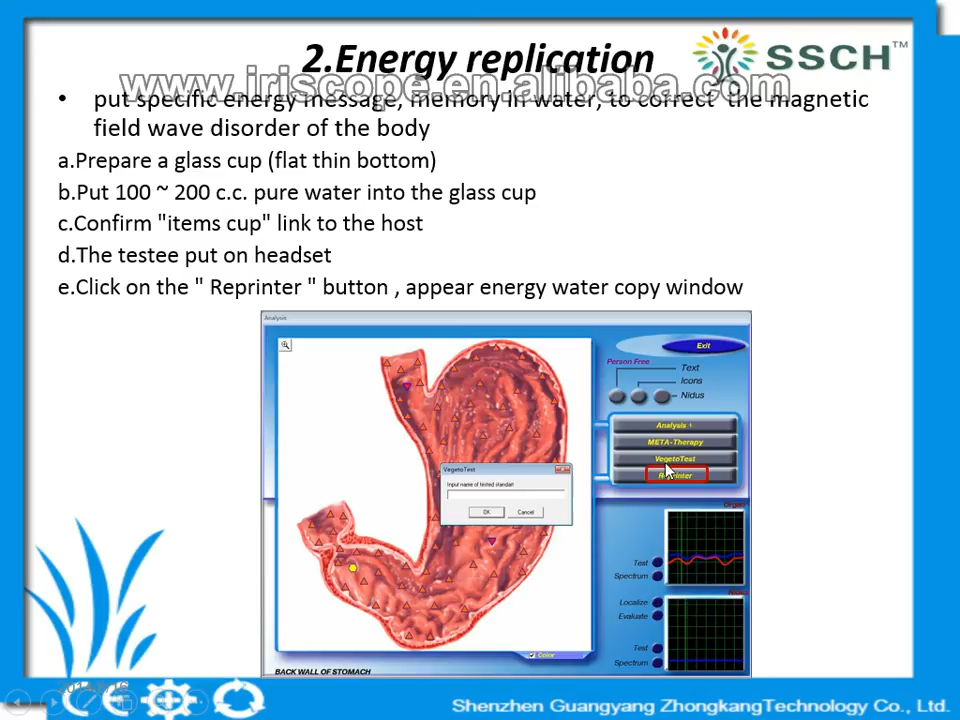 2.Energy replication
SSCH™
www.iriscope.en.alibaba.com
• put specific energy message, memory in water, to correct the magnetic
field wave disorder of the body
a.Prepare a glass cup (flat thin bottom)
b.Put 100 ~ 200 c.c. pure water into the glass cup
c.Confirm "items cup" link to the host
d.The testee put on headset
e.Click on the " Reprinter " button , appear energy water copy window
Analysis
Exit
Person Free
Text
Icons
Nidus
Analysis
META-Therapy
VegetoTest
Reprinter
VegetoTest
Input name of tested standart
OK
Cancel
Organ
Test
Spectrum
Nidus
Localize
Evaluate
Test
Spectrum
Color
BACK WALL OF STOMACH
Shenzhen Guangyang ZhongkangTechnology Co., Ltd.